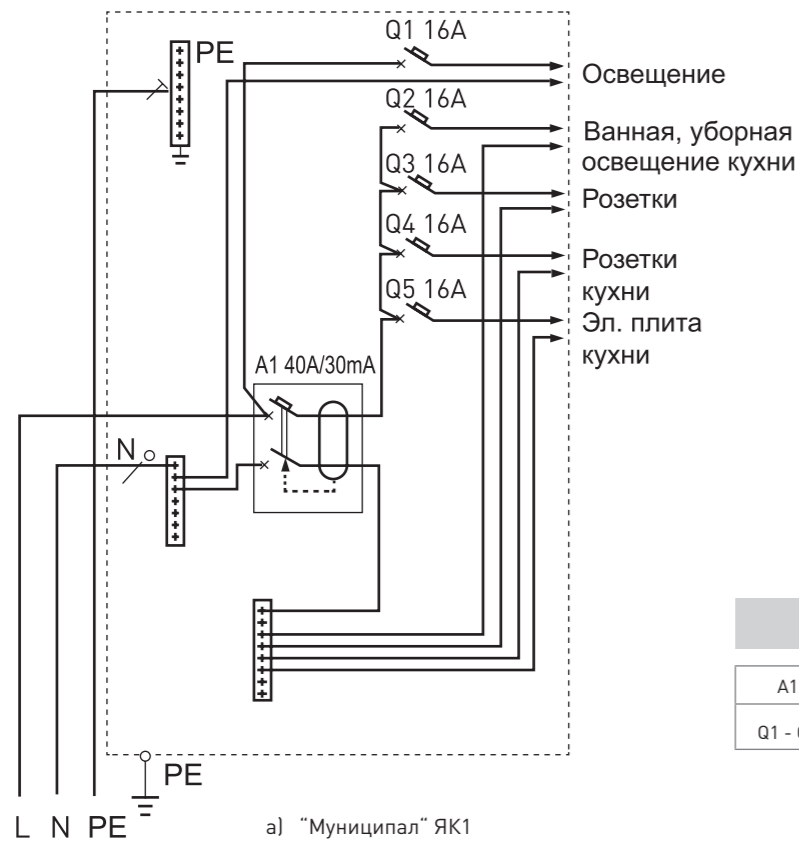 Q1 16A
PE
Освещение
Q2 16A
Ванная, уборная
освещение кухни
Q3 16A
Розетки
Q4 16A
Розетки
кухни
Q5 16A
Эл. плита
кухни
A1 40A/30mA
N
A1
Q1 -
PE
L N PE
а) "Муниципал" ЯК1